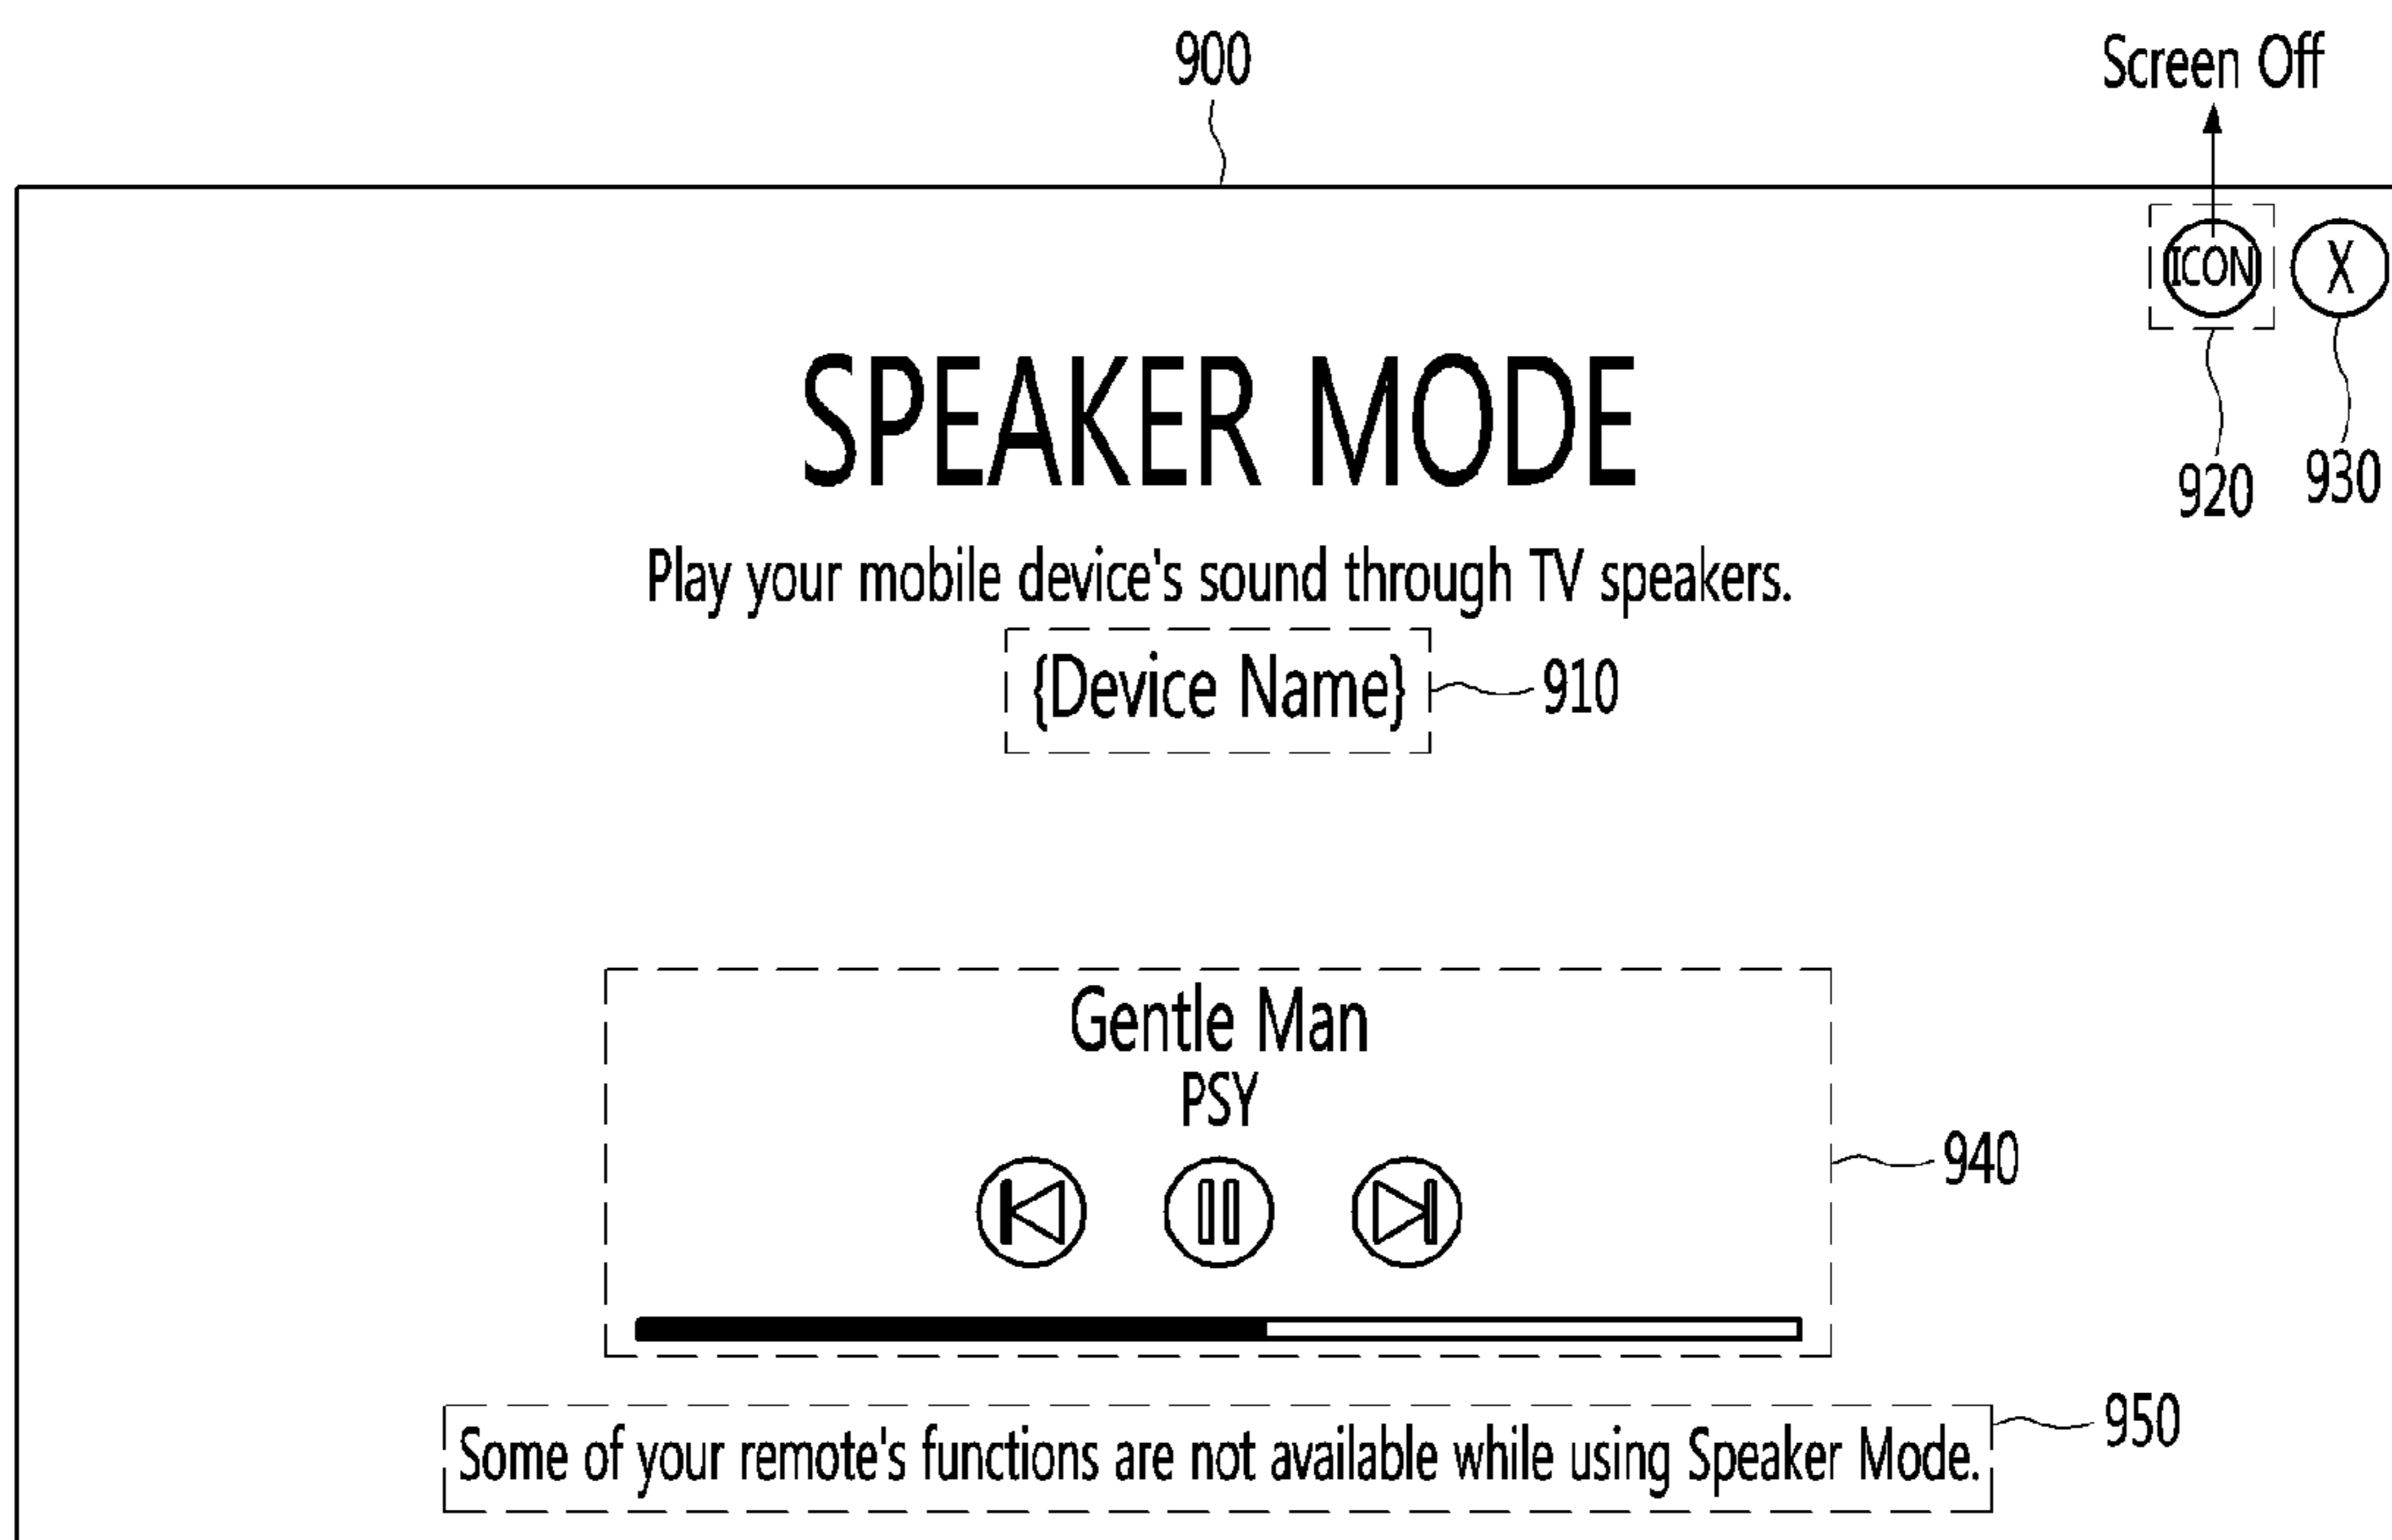 900
Screen Off
ICON X
SPEAKER MODE
920 930
Play your mobile device's sound through TV speakers.
{Device Name} 910
Gentle Man
PSY
940
950
Some of your remote's functions are not available while using Speaker Mode.